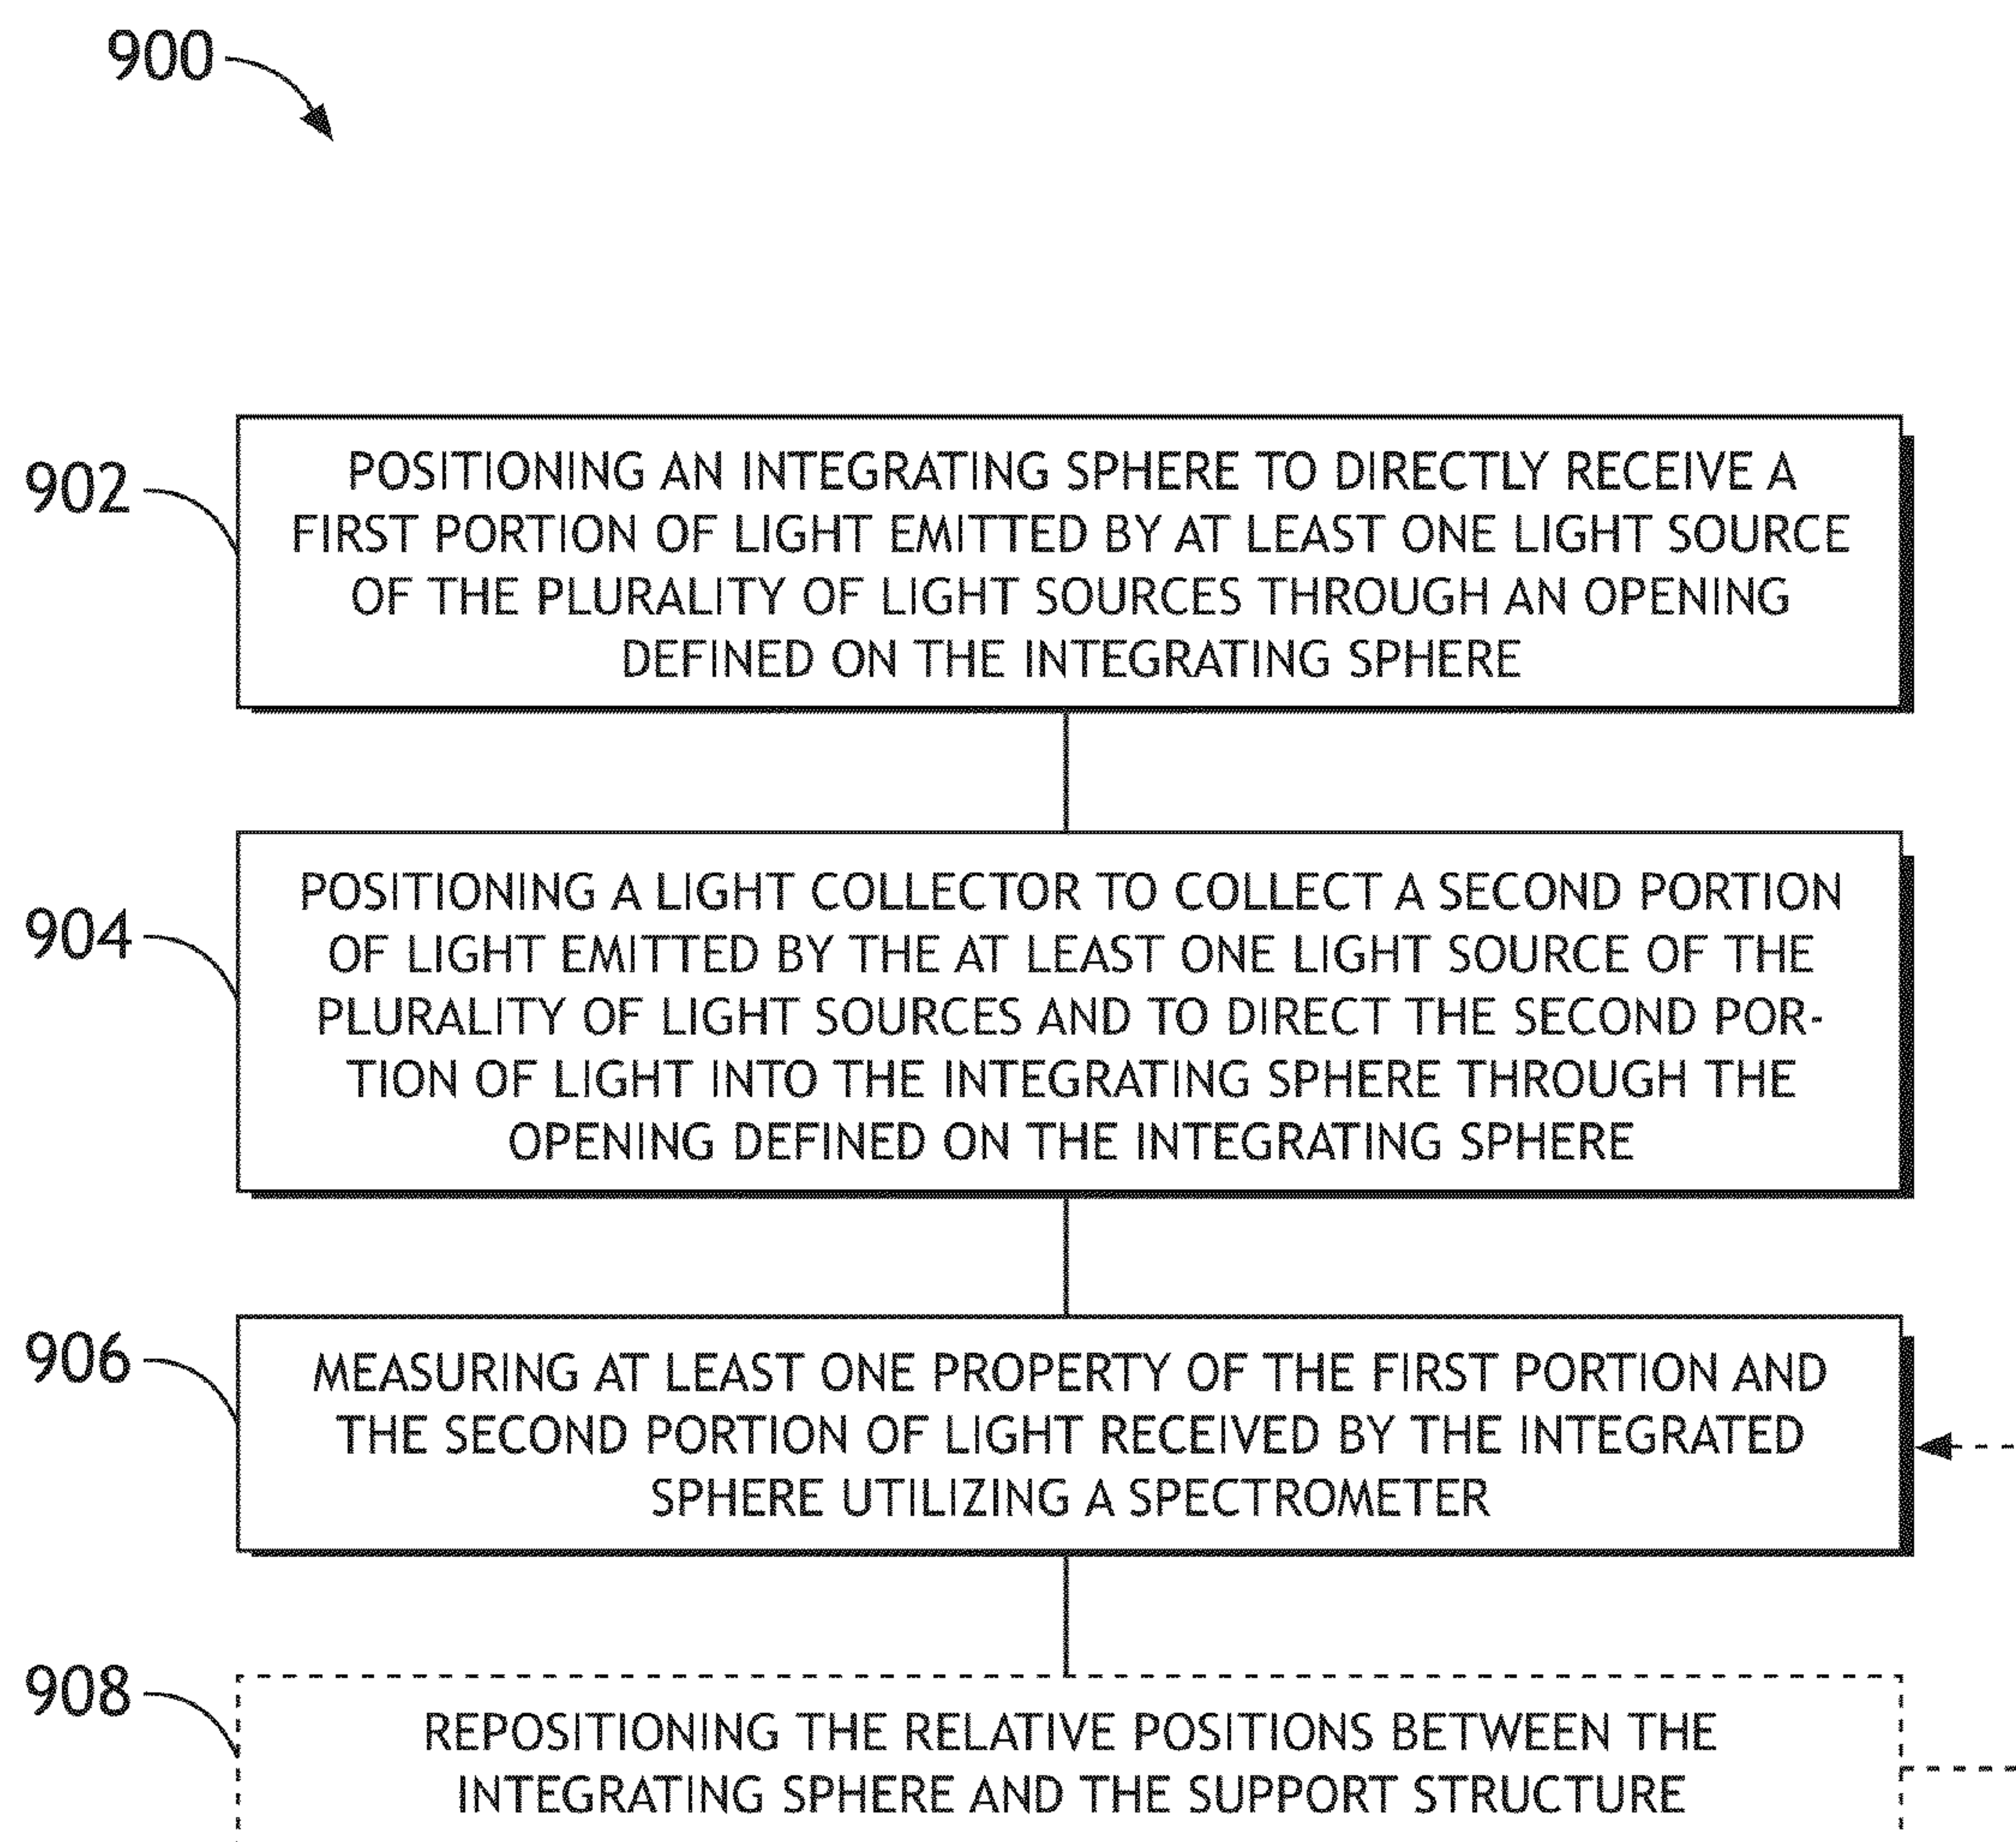 900
902
POSITIONING AN INTEGRATING SPHERE TO DIRECTLY RECEIVE A
FIRST PORTION OF LIGHT EMITTED BY AT LEAST ONE LIGHT SOURCE
OF THE PLURALITY OF LIGHT SOURCES THROUGH AN OPENING
DEFINED ON THE INTEGRATING SPHERE
904
POSITIONING A LIGHT COLLECTOR TO COLLECT A SECOND PORTION
OF LIGHT EMITTED BY THE AT LEAST ONE LIGHT SOURCE OF THE
PLURALITY OF LIGHT SOURCES AND TO DIRECT THE SECOND POR-
TION OF LIGHT INTO THE INTEGRATING SPHERE THROUGH THE
OPENING DEFINED ON THE INTEGRATING SPHERE
906
MEASURING AT LEAST ONE PROPERTY OF THE FIRST PORTION AND
THE SECOND PORTION OF LIGHT RECEIVED BY THE INTEGRATED
SPHERE UTILIZING A SPECTROMETER
908
REPOSITIONING THE RELATIVE POSITIONS BETWEEN THE
INTEGRATING SPHERE AND THE SUPPORT STRUCTURE